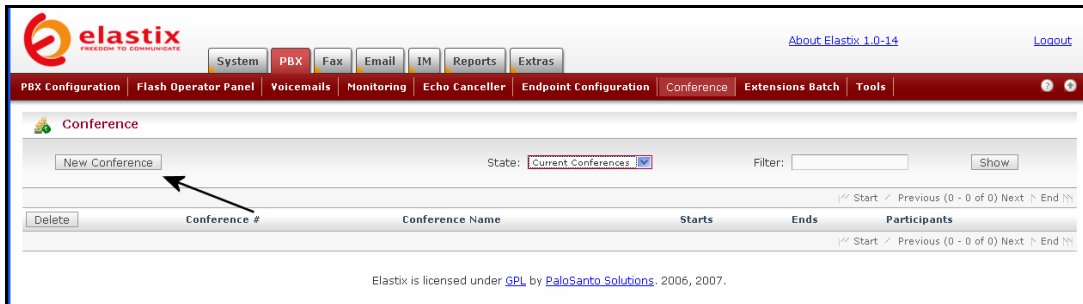 elastix
FREEDOM TO COMMUNICATE
About Elastix 1.0-14 Logout
System PBX Fax Email IM Reports Extras
PBX Configuration Flash Operator Panel Voicemails Monitoring Echo Canceller Endpoint Configuration Conference Extensions Batch Tools
Conference
New Conference State: Current Conferences Filter: Show
Start Previous (0 - 0 of 0) Next End
Delete Conference # Conference Name Starts Ends Participants
Start Previous (0 - 0 of 0) Next End
Elastix is licensed under GPL by PaloSanto Solutions. 2006, 2007.